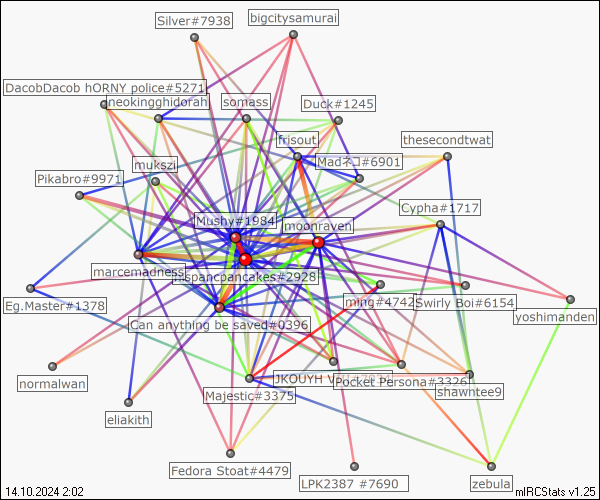 Silver#7938
bigcitysamurai
DacobDacob hORNY police#5271
neokingghidorah
somass
Duck#1245
frisout
thesecondtwat
mukszi
Madネコ#6901
Pikabro#9971
Cypha#1717
Mushy#1984
moonraven
marcemadness
mspancpancakes#2928
Eg.Master#1378
ming#4742
Swirly Boi#6154
yoshimanden
Can anything be saved#0396
normalwan
JKOUYH
Pocket Persona#3326
Majestic#3375
shawntee9
eliakith
Fedora Stoat#4479
LPK2387 #7690
zebula
14.10.2024 2:02
mIRCStats v1.25